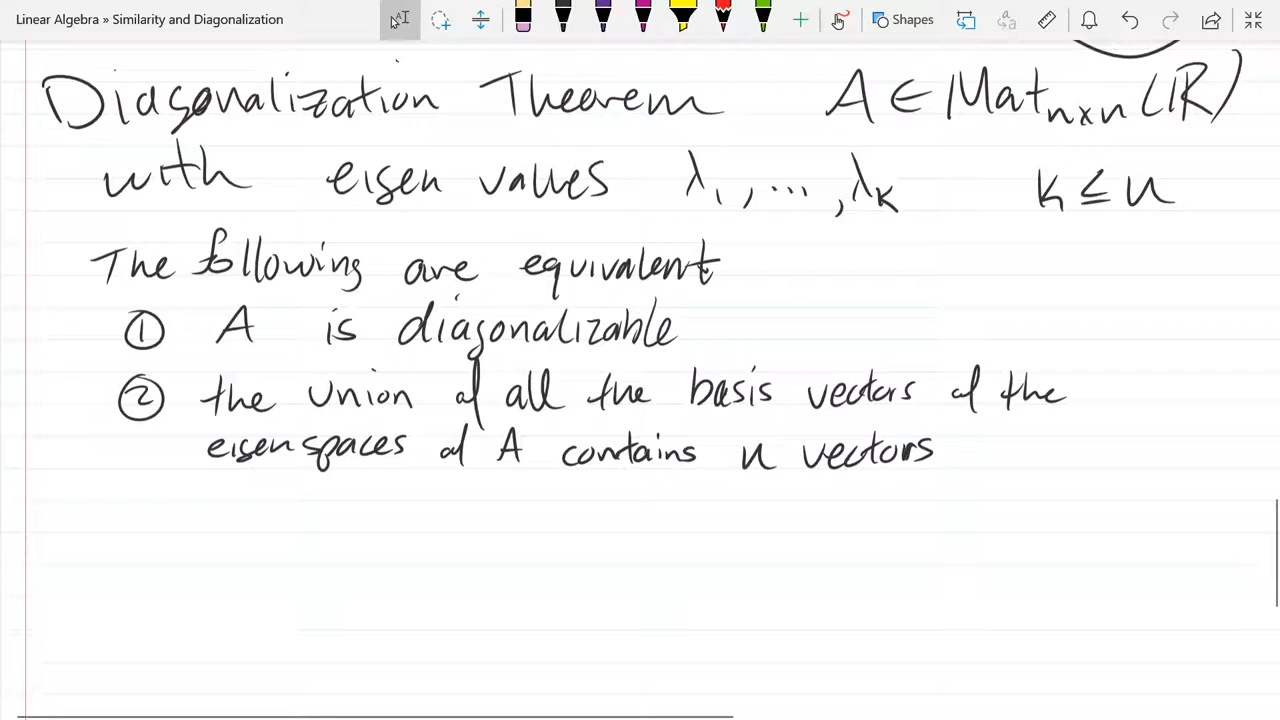 Linear Algebra » Similarity and Diagonalization
Shapes
Diagonalization Theorem A ∈ Matₙₓₙ(ℝ)
with eigen values λ₁, ..., λₖ k ≤ n
The following are equivalent
① A is diagonalizable
② the union of all the basis vectors of the
eigenspaces of A contains n vectors